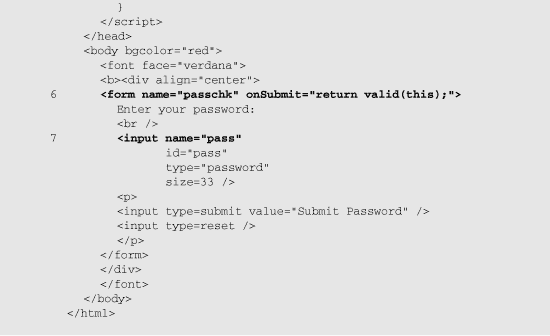 }
</script>
</head>
<body bgcolor="red">
<font face="verdana">
<b><div align="center">
6 <form name="passchk" onSubmit="return valid(this);">
Enter your password:
<br />
7 <input name="pass"
id="pass"
type="password"
size=33 />
<p>
<input type=submit value="Submit Password" />
<input type=reset />
</p>
</form>
</div>
</font>
</body>
</html>